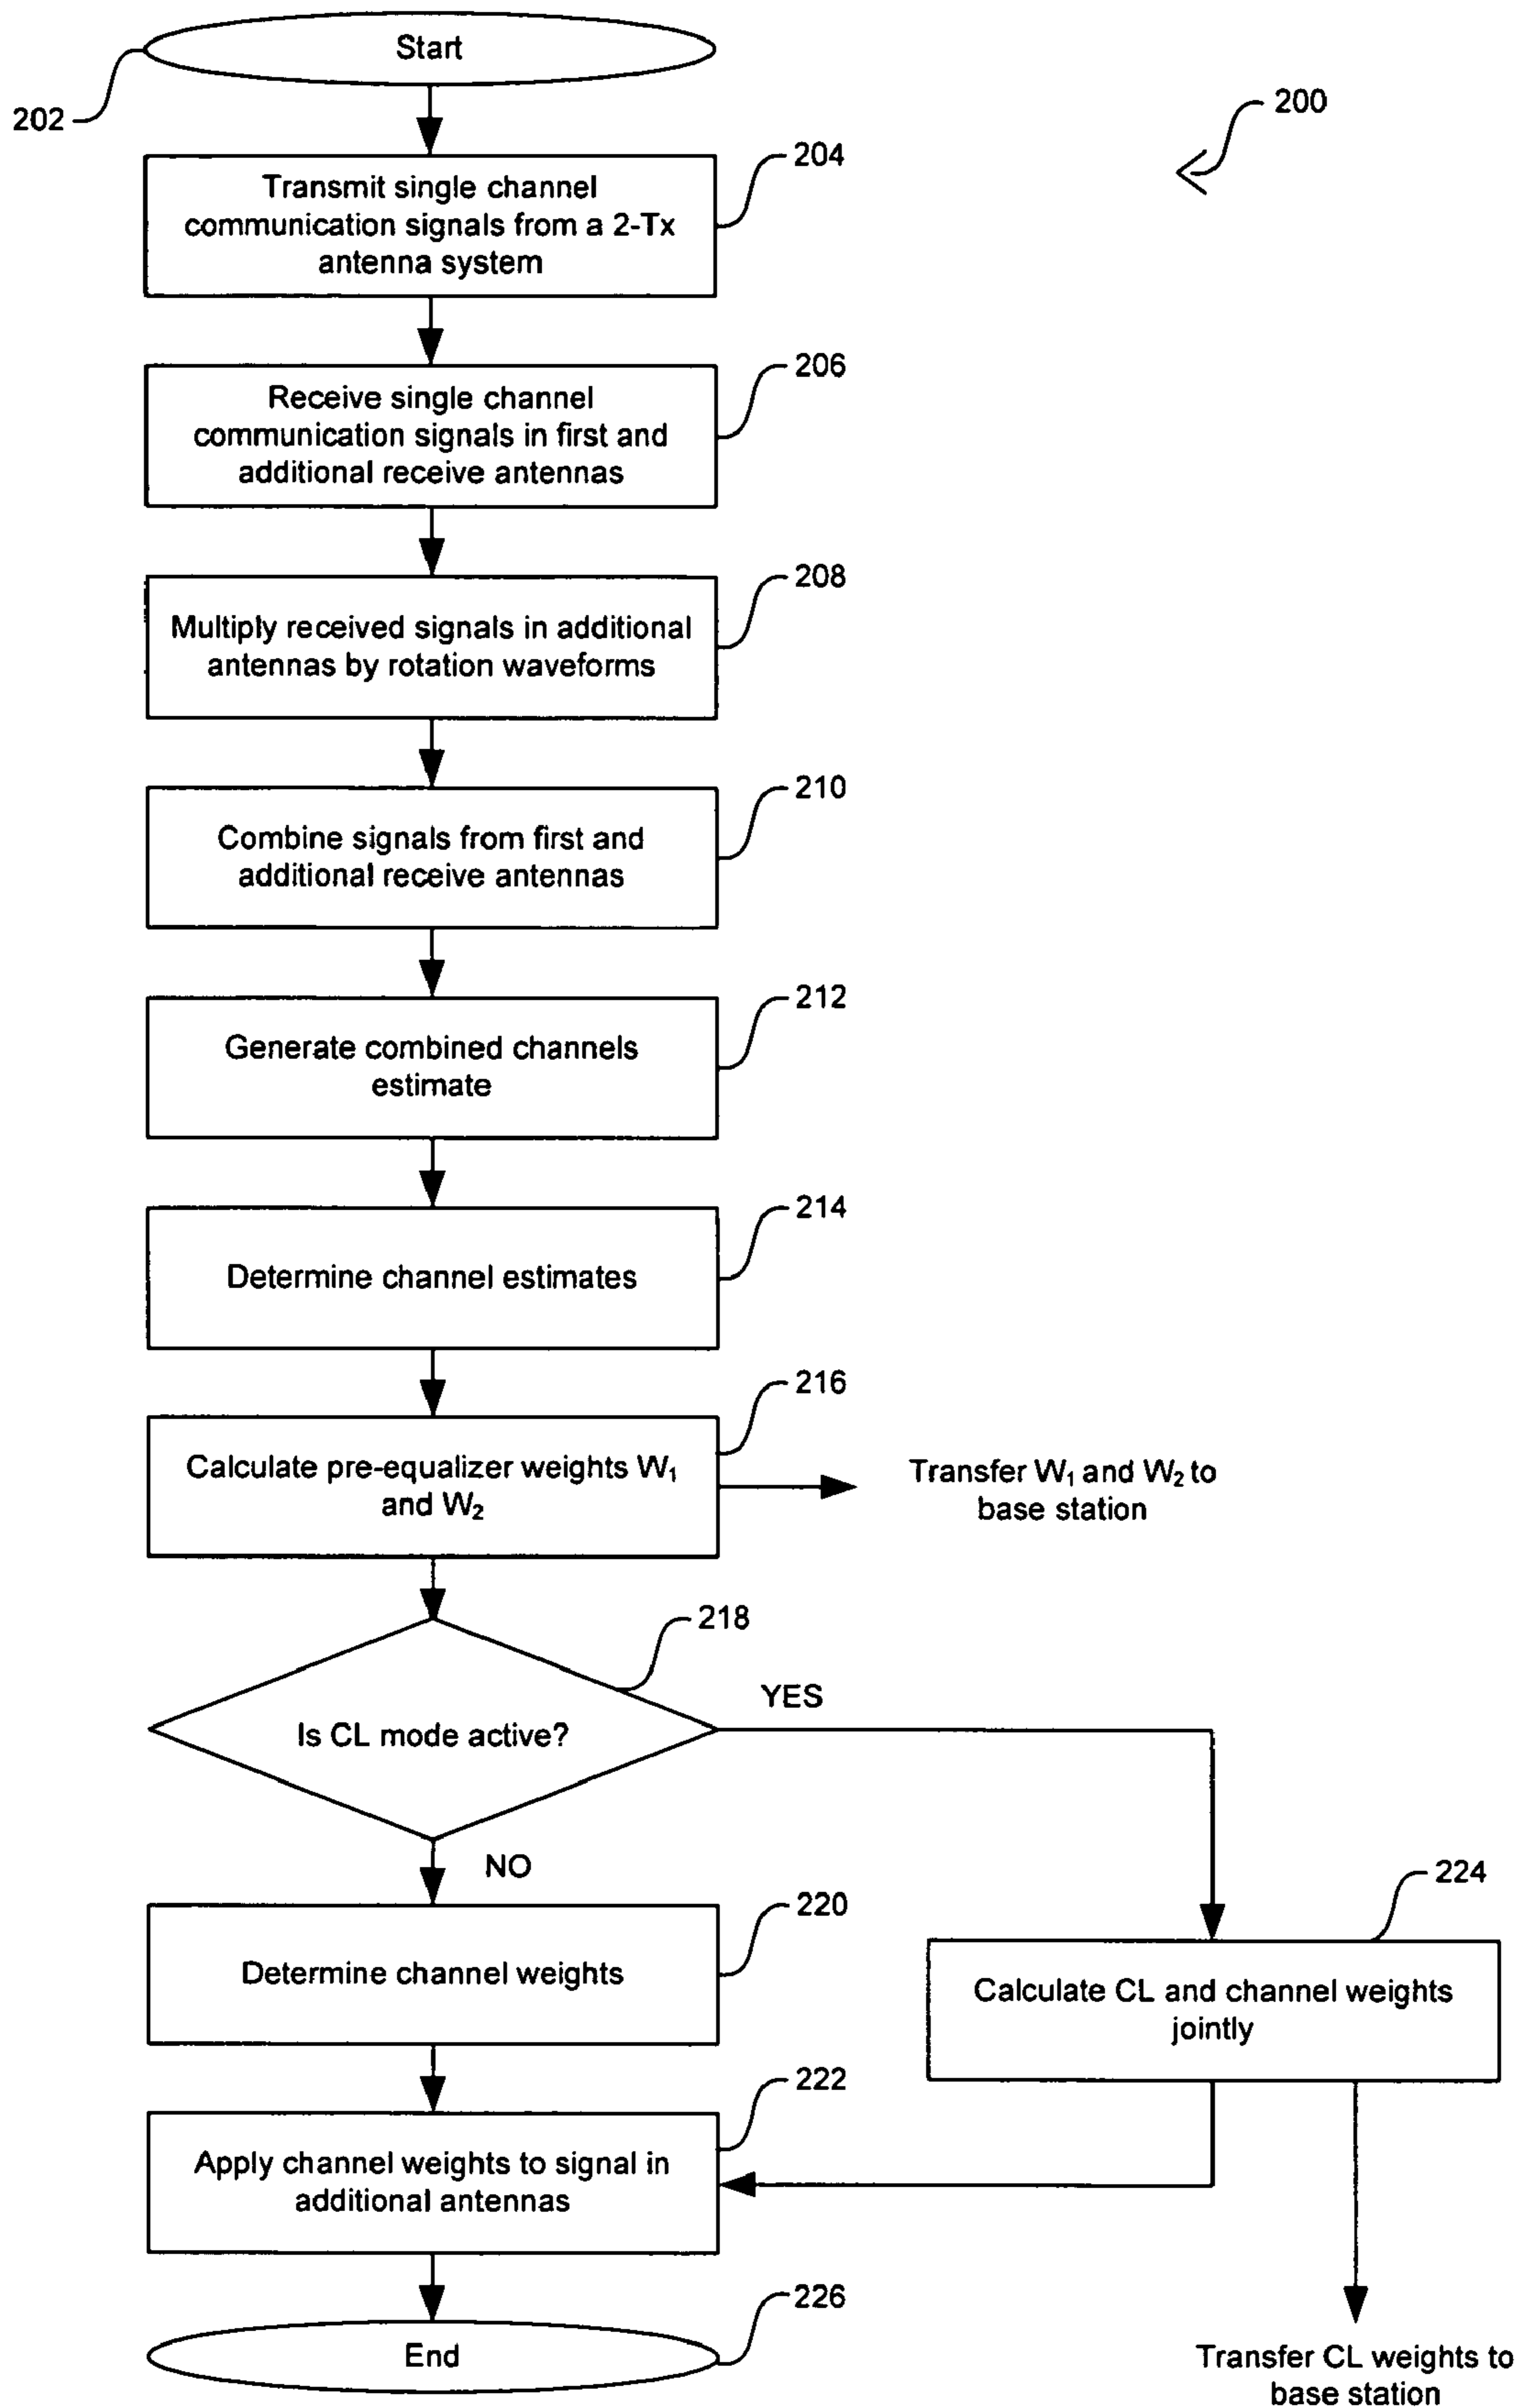 Start
202
200
204
Transmit single channel
communication signals from a 2-Tx
antenna system
206
Receive single channel
communication signals in first and
additional receive antennas
208
Multiply received signals in additional
antennas by rotation waveforms
210
Combine signals from first and
additional receive antennas
212
Generate combined channels
estimate
214
Determine channel estimates
216
Calculate pre-equalizer weights W₁
and W₂
Transfer W₁ and W₂ to
base station
218
YES
Is CL mode active?
NO
220
Determine channel weights
224
Calculate CL and channel weights
jointly
222
Apply channel weights to signal in
additional antennas
226
End
Transfer CL weights to
base station